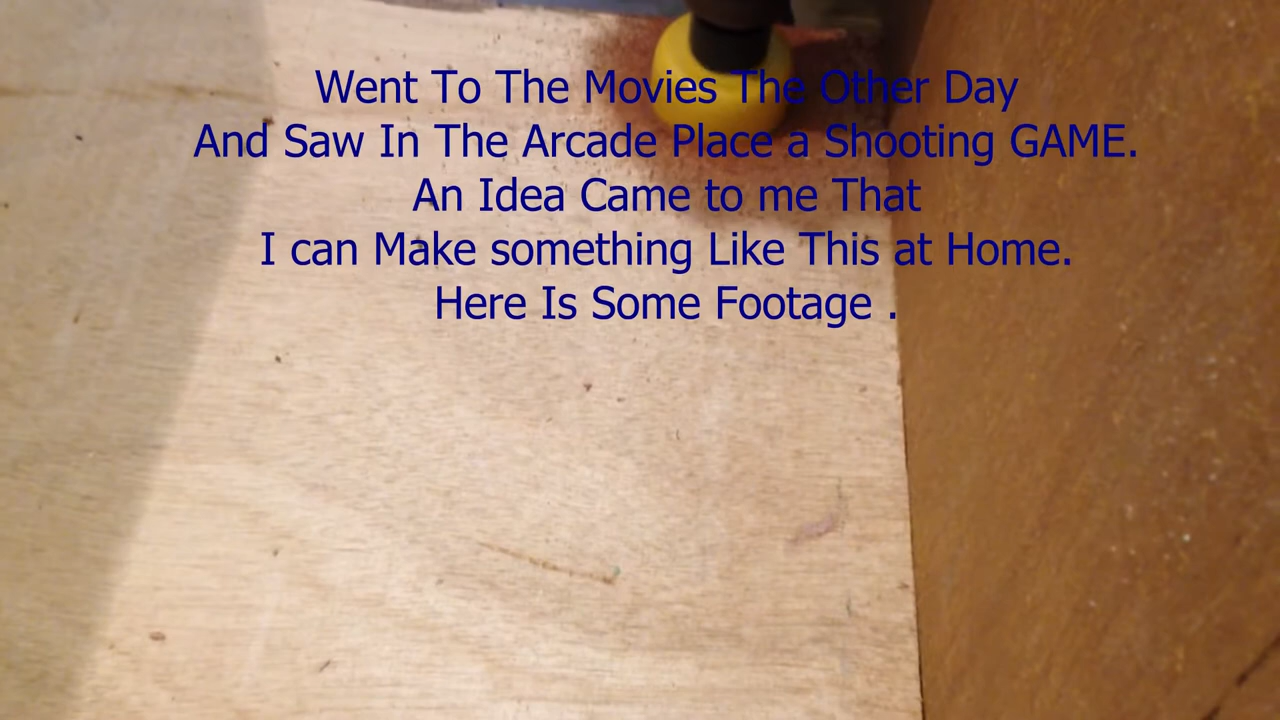 Went To The Movies The Other Day
And Saw In The Arcade Place a Shooting GAME.
An Idea Came to me That
I can Make something Like This at Home.
Here Is Some Footage .